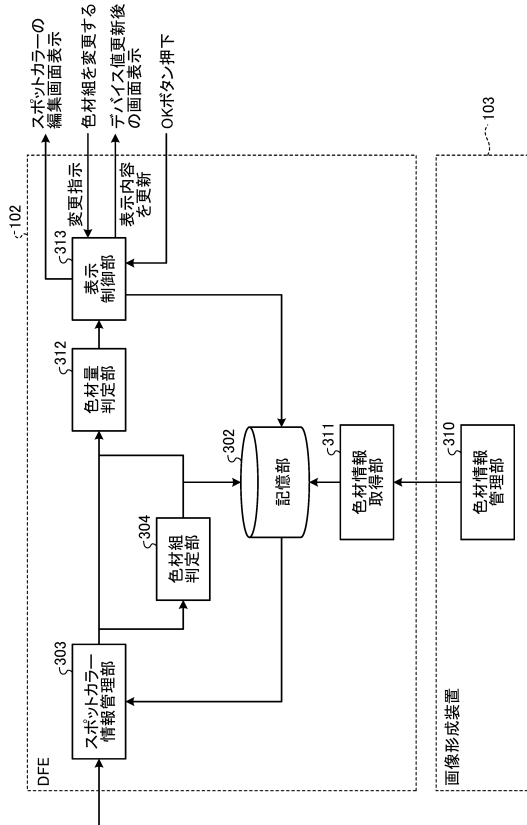 102
DFE
303
スポットカラー
情報管理部
304
色材組
判定部
312
色材量
判定部
313
表示
制御部
302
記憶部
311
色材情報
取得部
変更指示
表示内容
を更新
スポットカラーの
編集画面表示
色材組を変更する
デバイス値更新後
の画面表示
OKボタン押下
画像形成装置
310
色材情報
管理部
103